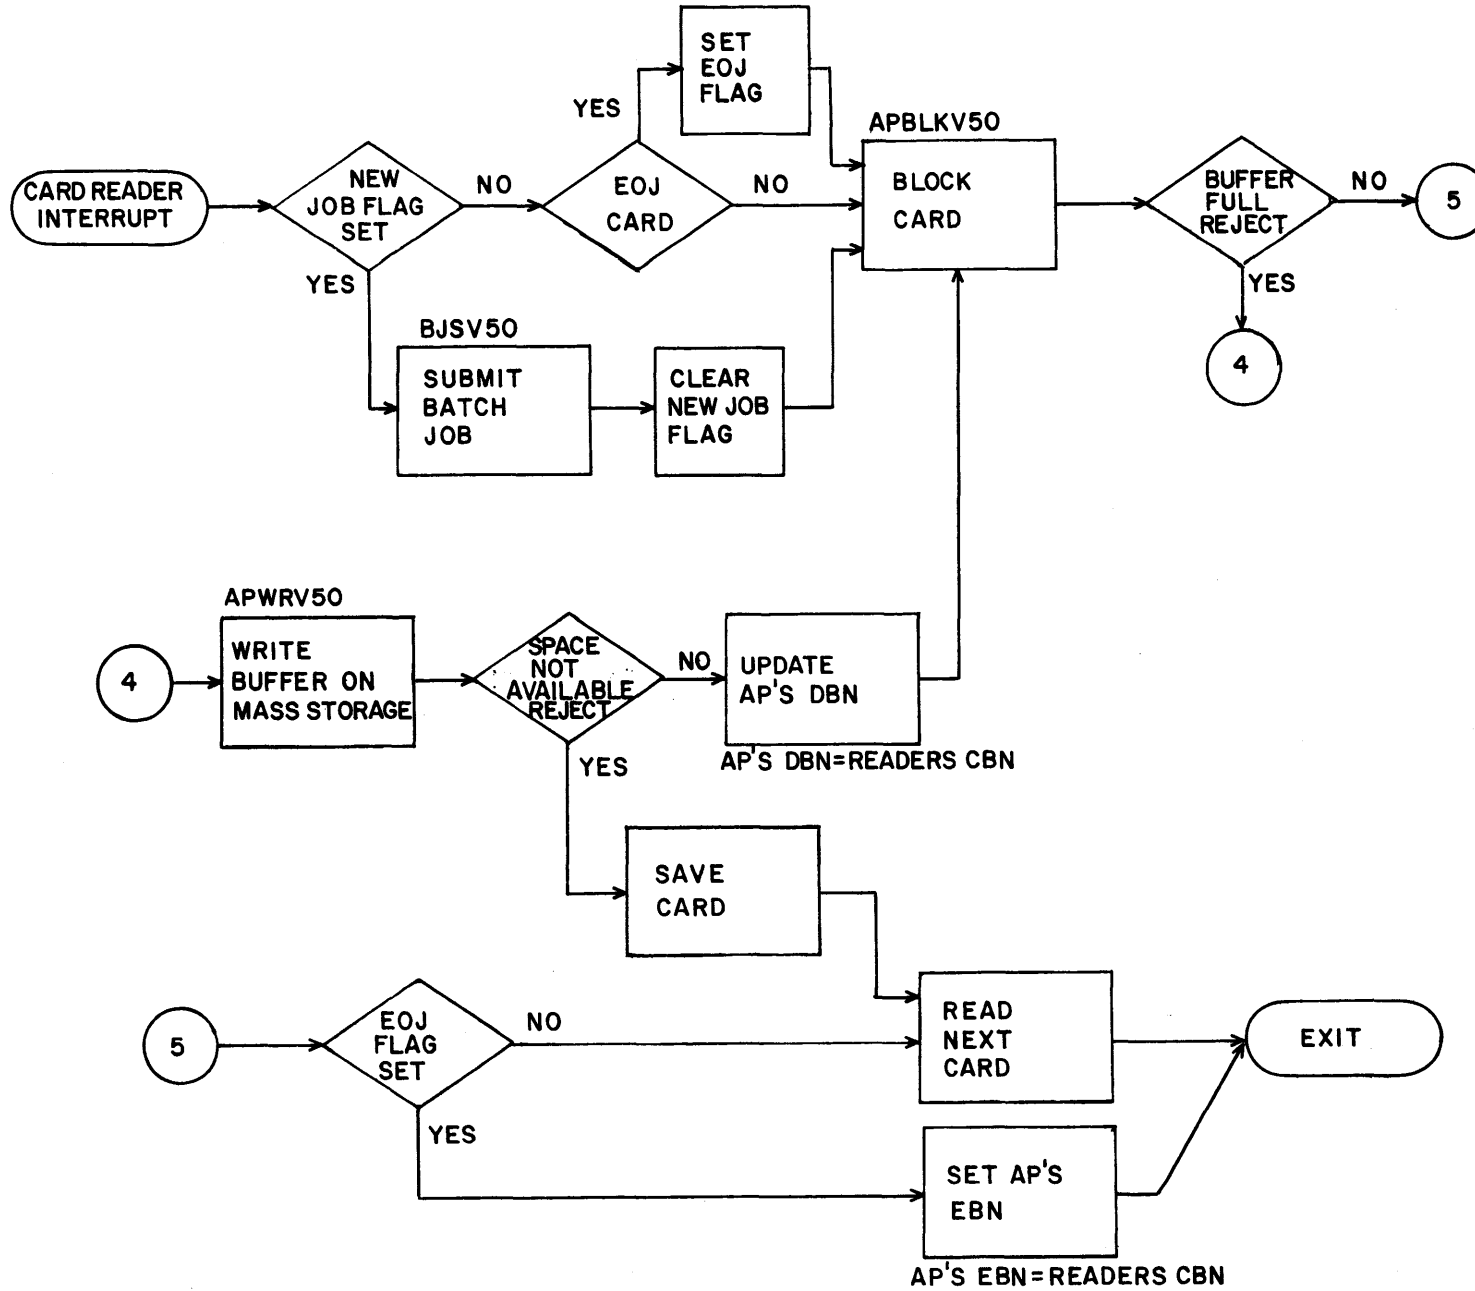 SET
EOJ
FLAG
YES
APBLKV50
CARD READER
INTERRUPT
NEW
JOB FLAG
SET
NO
EOJ
CARD
NO
BLOCK
CARD
BUFFER
FULL
REJECT
NO
5
YES
YES
4
BJSV50
SUBMIT
BATCH
JOB
CLEAR
NEW JOB
FLAG
APWRV50
4
WRITE
BUFFER ON
MASS STORAGE
SPACE
NOT
AVAILABLE
REJECT
NO
UPDATE
AP'S DBN
AP'S DBN=READERS CBN
YES
SAVE
CARD
5
EOJ
FLAG
SET
NO
READ
NEXT
CARD
EXIT
YES
SET AP'S
EBN
AP'S EBN=READERS CBN